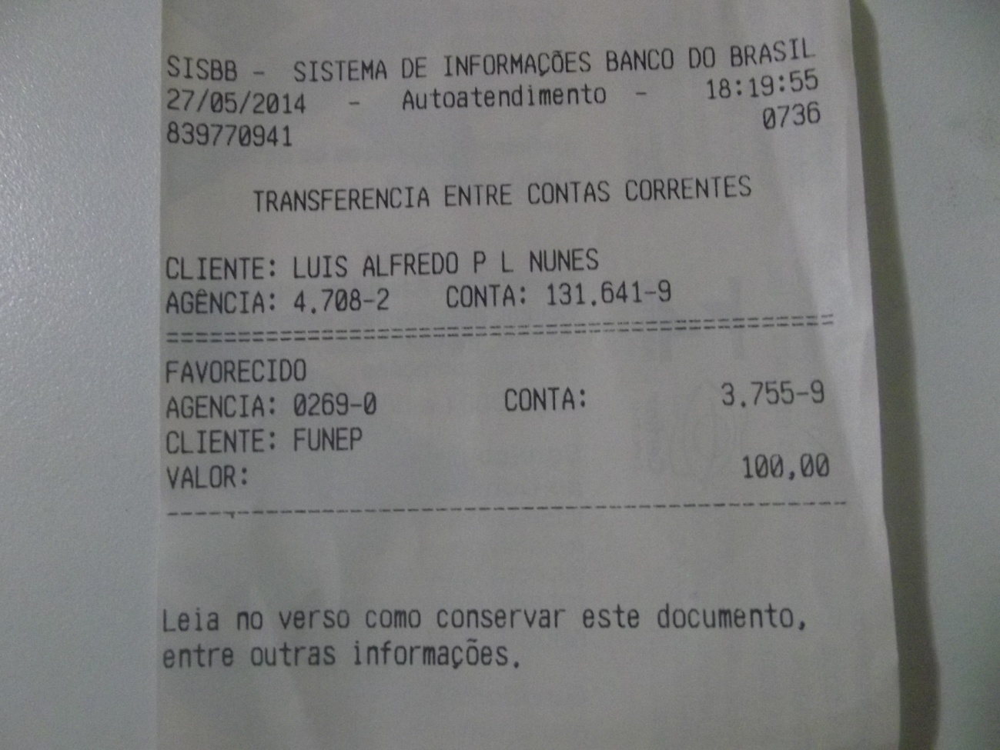 SISBB - SISTEMA DE INFORMAÇÕES BANCO DO BRASIL
27/05/2014 - Autoatendimento - 18:19:55
839770941 0736
TRANSFERENCIA ENTRE CONTAS CORRENTES
CLIENTE: LUIS ALFREDO P L NUNES
AGÊNCIA: 4.708-2 CONTA: 131.641-9
================================================
FAVORECIDO
AGENCIA: 0269-0 CONTA: 3.755-9
CLIENTE: FUNEP
VALOR: 100,00
------------------------------------------------
Leia no verso como conservar este documento,
entre outras informações.